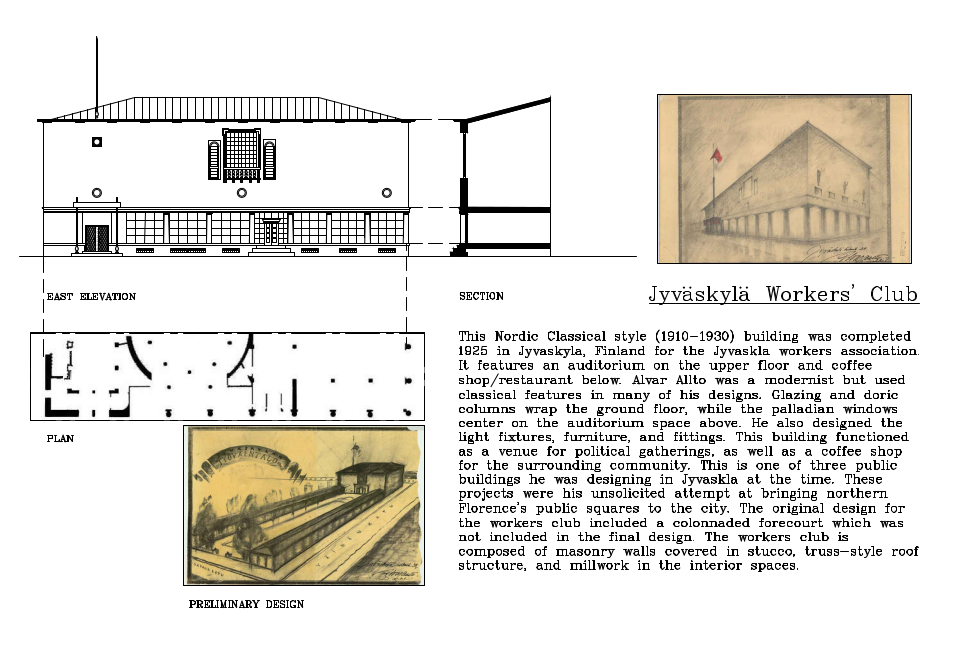 EAST ELEVATION
SECTION
Jyväskylä Workers' Club
This Nordic Classical style (1910-1930) building was completed
1925 in Jyvaskyla, Finland for the Jyvaskla workers association.
It features an auditorium on the upper floor and coffee
shop/restaurant below. Alvar Allto was a modernist but used
classical features in many of his designs. Glazing and doric
columns wrap the ground floor, while the palladian windows
center on the auditorium space above. He also designed the
light fixtures, furniture, and fittings. This building functioned
as a venue for political gatherings, as well as a coffee shop
for the surrounding community. This is one of three public
buildings he was designing in Jyvaskla at the time. These
projects were his unsolicited attempt at bringing northern
Florence's public squares to the city. The original design for
the workers club included a colonnaded forecourt which was
not included in the final design. The workers club is
composed of masonry walls covered in stucco, truss-style roof
structure, and millwork in the interior spaces.
PLAN
PRELIMINARY DESIGN